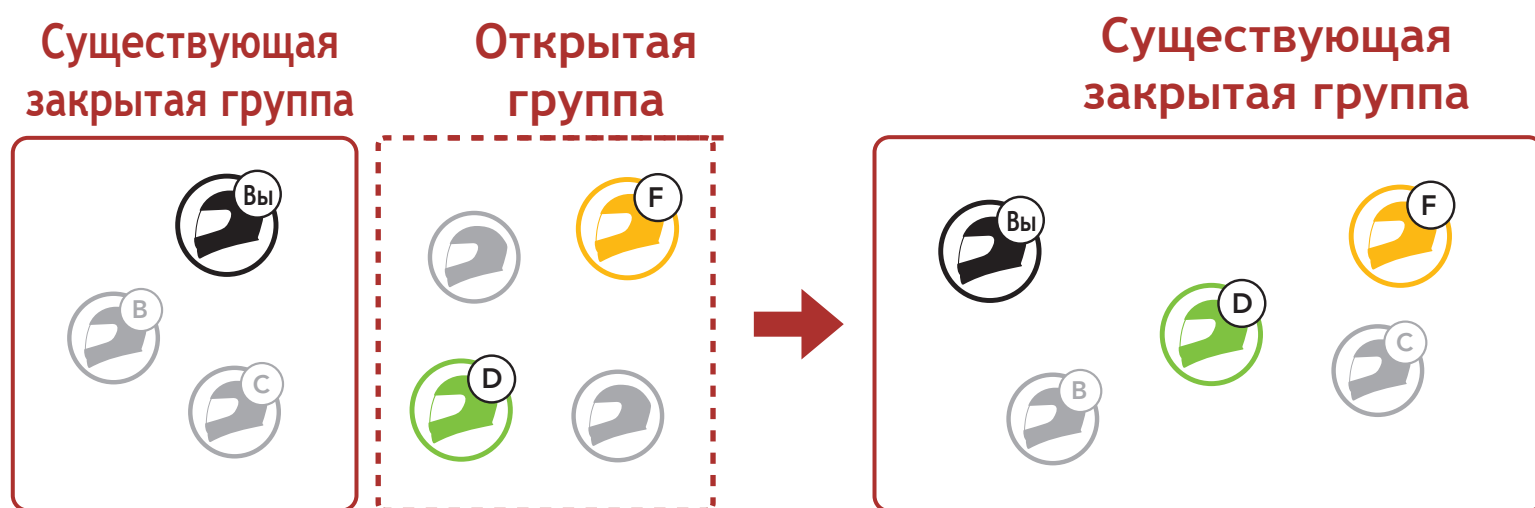 Существующая
закрытая группа
Открытая
группа
Существующая
закрытая группа
Вы
F
B
C
D
Вы
F
D
C
B